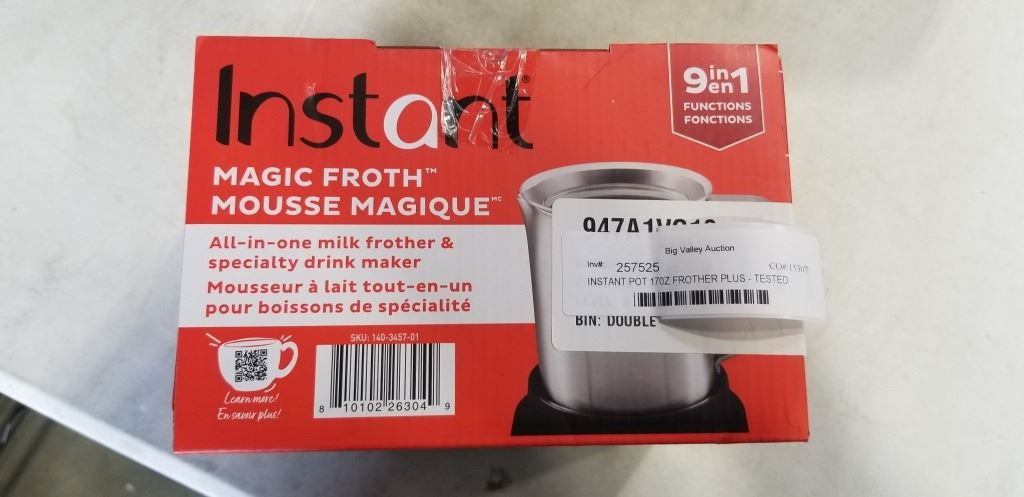 Instant®
9 in en 1
FUNCTIONS
FONCTIONS
MAGIC FROTH™
MOUSSE MAGIQUE MC
All-in-one milk frother &
specialty drink maker
Mousseur à lait tout-en-un
pour boissons de spécialité
SKU: 140-3457-01
8 10102 26304 9
Learn more!
En savoir plus!
Big Valley Auction
Inv#: 257525 CO# 15307
INSTANT POT 17OZ FROTHER PLUS - TESTED
BIN: DOUBLE